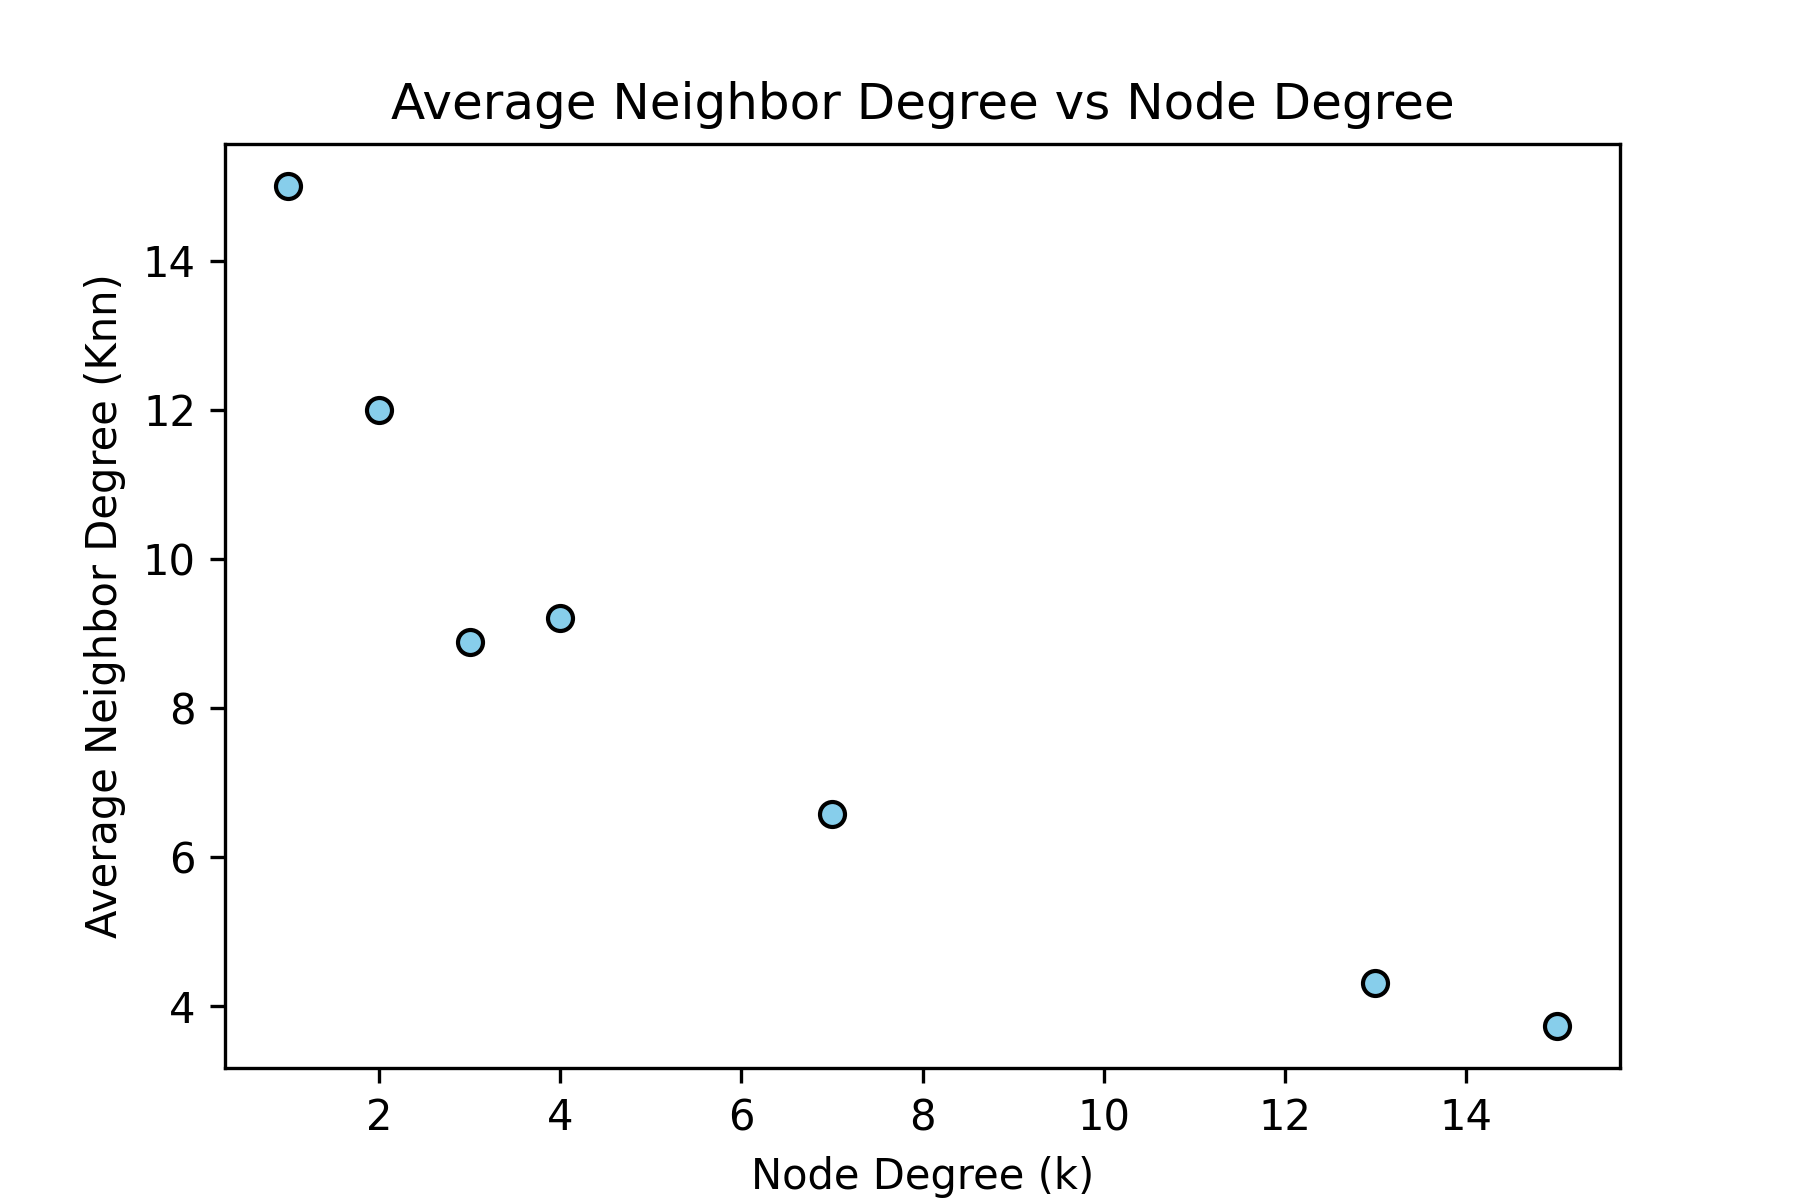 Average Neighbor Degree vs Node Degree
Average Neighbor Degree (Knn)
14
12
10
8
6
4
2 4 6 8 10 12 14
Node Degree (k)